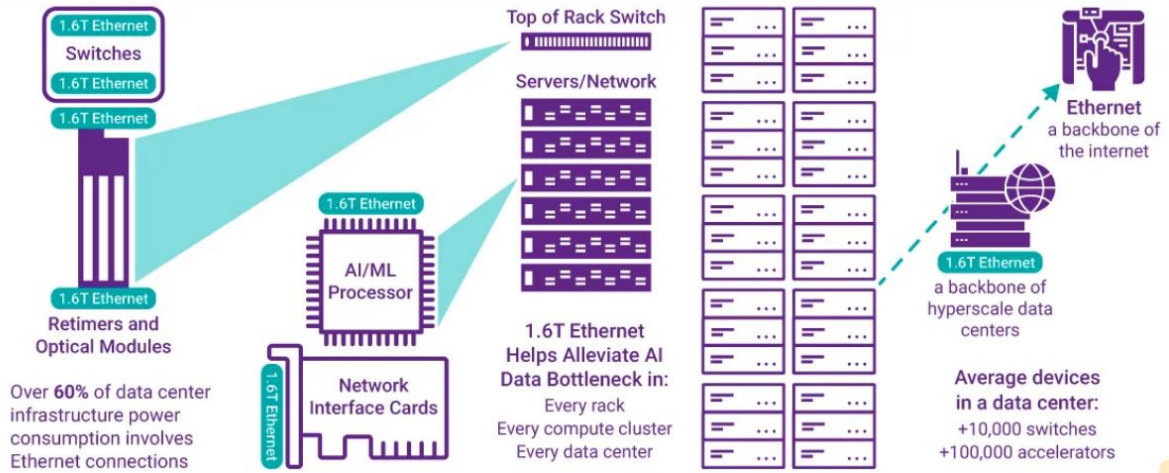 1.6T Ethernet
Switches
1.6T Ethernet
1.6T Ethernet
1.6T Ethernet
Retimers and
Optical Modules
Over 60% of data center
infrastructure power
consumption involves
Ethernet connections
1.6T Ethernet
AI/ML
Processor
1.6T Ethernet
Network
Interface Cards
Top of Rack Switch
Servers/Network
1.6T Ethernet
Helps Alleviate AI
Data Bottleneck in:
Every rack
Every compute cluster
Every data center
Ethernet
a backbone of
the internet
1.6T Ethernet
a backbone of
hyperscale data
centers
Average devices
in a data center:
+10,000 switches
+100,000 accelerators